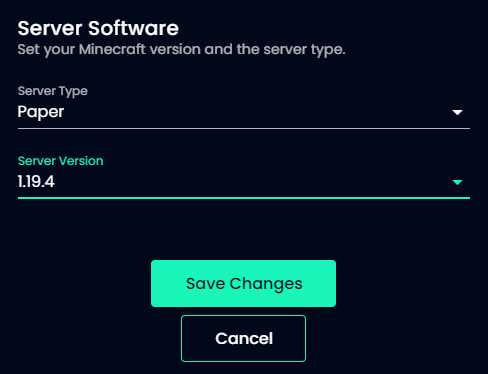 Server Software
Set your Minecraft version and the server type.
Server Type
Paper
Server Version
1.19.4
Save Changes
Cancel